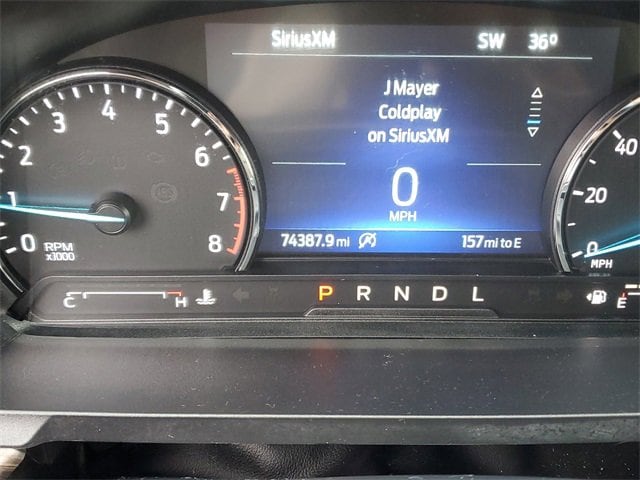 SiriusXM SW 36°
J Mayer
Coldplay
on SiriusXM
0
MPH
74387.9 mi 157 mi to E
0 1 2 3 4 5 6 7 8
RPM
x1000
0 20 40
MPH
C H P R N D L E